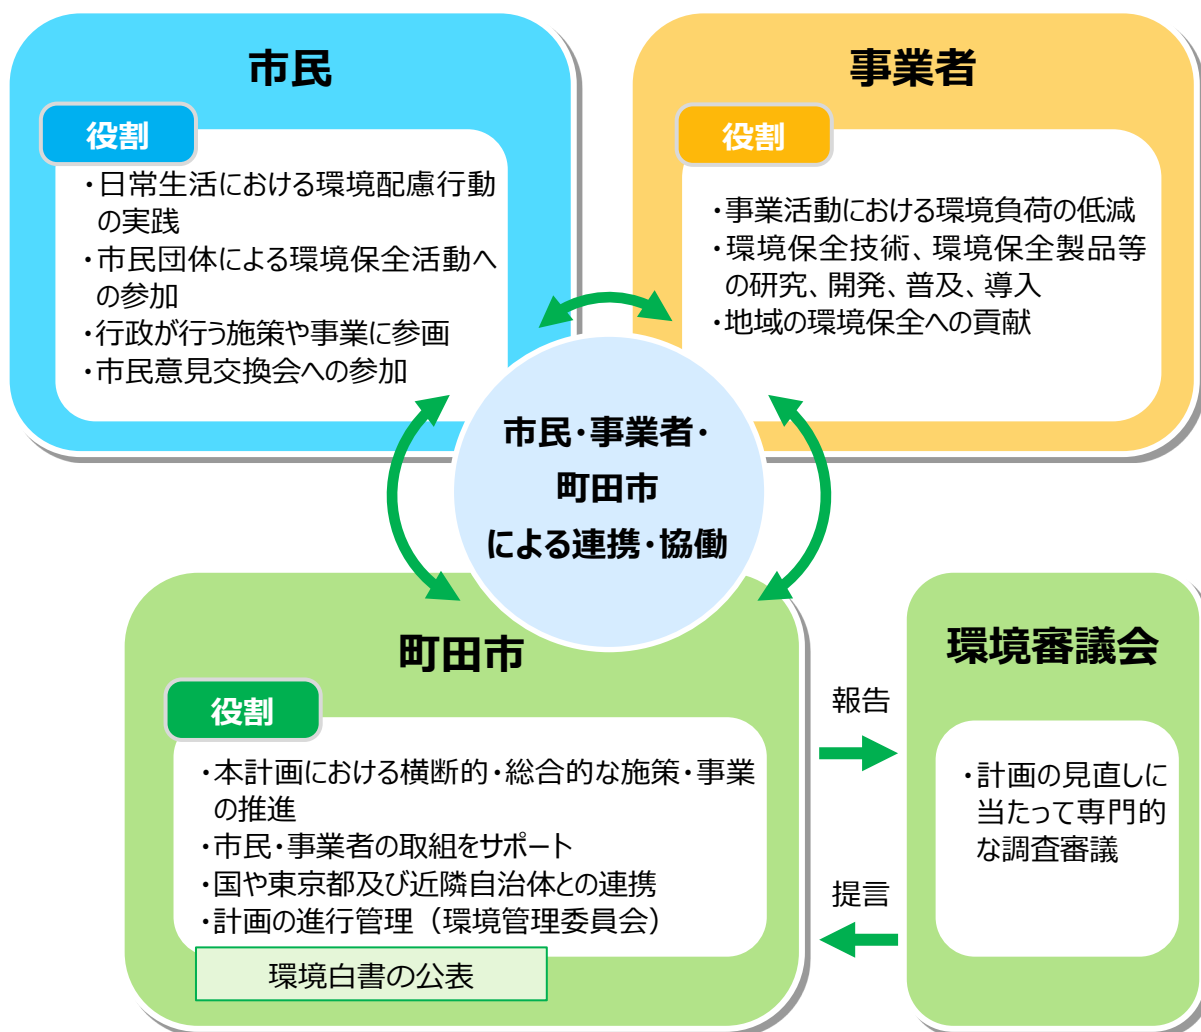 市民
役割
・日常生活における環境配慮行動
の実践
・市民団体による環境保全活動へ
の参加
・行政が行う施策や事業に参画
・市民意見交換会への参加
事業者
役割
・事業活動における環境負荷の低減
・環境保全技術、環境保全製品等
の研究、開発、普及、導入
・地域の環境保全への貢献
市民・事業者・
町田市
による連携・協働
町田市
役割
・本計画における横断的・総合的な施策・事業
の推進
・市民・事業者の取組をサポート
・国や東京都及び近隣自治体との連携
・計画の進行管理（環境管理委員会）
環境白書の公表
報告
提言
環境審議会
・計画の見直しに
当たって専門的
な調査審議